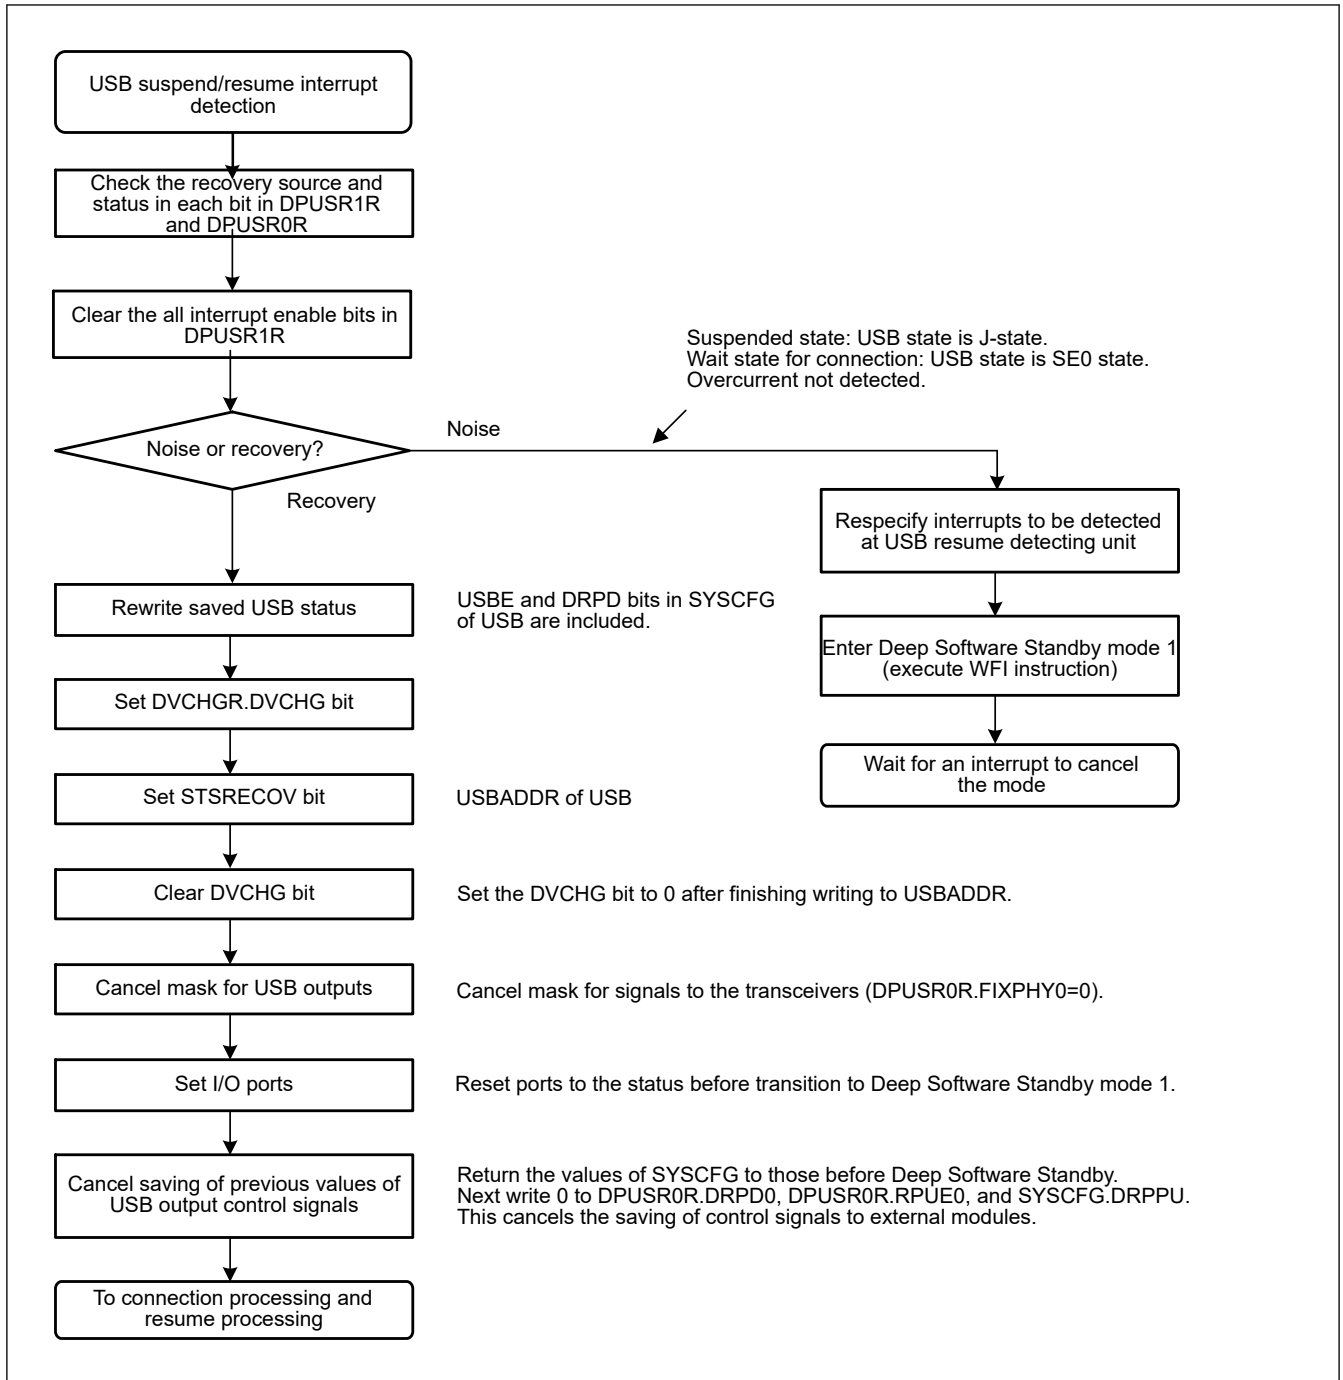 USB suspend/resume interrupt
detection
Check the recovery source and
status in each bit in DPUSR1R
and DPUSR0R
Clear the all interrupt enable bits in
DPUSR1R
Suspended state: USB state is J-state.
Wait state for connection: USB state is SE0 state.
Overcurrent not detected.
Noise or recovery?
Noise
Recovery
Respecify interrupts to be detected
at USB resume detecting unit
Enter Deep Software Standby mode 1
(execute WFI instruction)
Wait for an interrupt to cancel
the mode
Rewrite saved USB status
USBE and DRPD bits in SYSCFG
of USB are included.
Set DVCHGR.DVCHG bit
Set STSRECOV bit
USBADDR of USB
Clear DVCHG bit
Set the DVCHG bit to 0 after finishing writing to USBADDR.
Cancel mask for USB outputs
Cancel mask for signals to the transceivers (DPUSR0R.FIXPHY0=0).
Set I/O ports
Reset ports to the status before transition to Deep Software Standby mode 1.
Cancel saving of previous values of
USB output control signals
Return the values of SYSCFG to those before Deep Software Standby.
Next write 0 to DPUSR0R.DRPD0, DPUSR0R.RPUE0, and SYSCFG.DRPPU.
This cancels the saving of control signals to external modules.
To connection processing and
resume processing